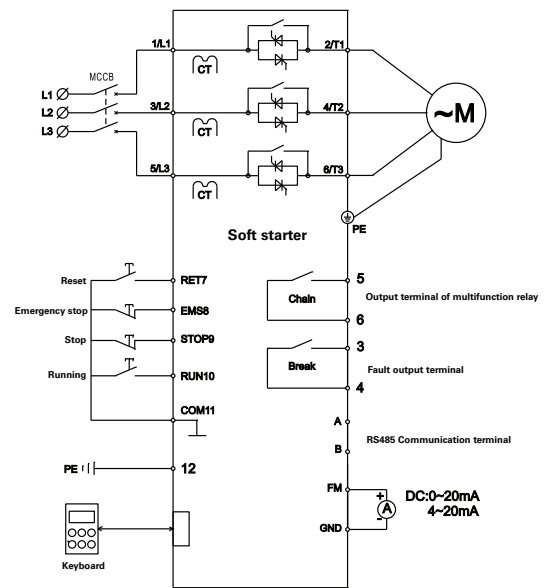 1/L1
2/T1
CT
MCCB
L1
L2
L3
3/L2
4/T2
CT
~M
5/L3
6/T3
CT
PE
Soft starter
Reset
RET7
Emergency stop
EMS8
Stop
STOP9
Running
RUN10
COM11
PE
12
Keyboard
5
Chain
Output terminal of multifunction relay
6
3
Break
Fault output terminal
4
A
RS485 Communication terminal
B
FM
+
A
-
DC:0~20mA
4~20mA
GND